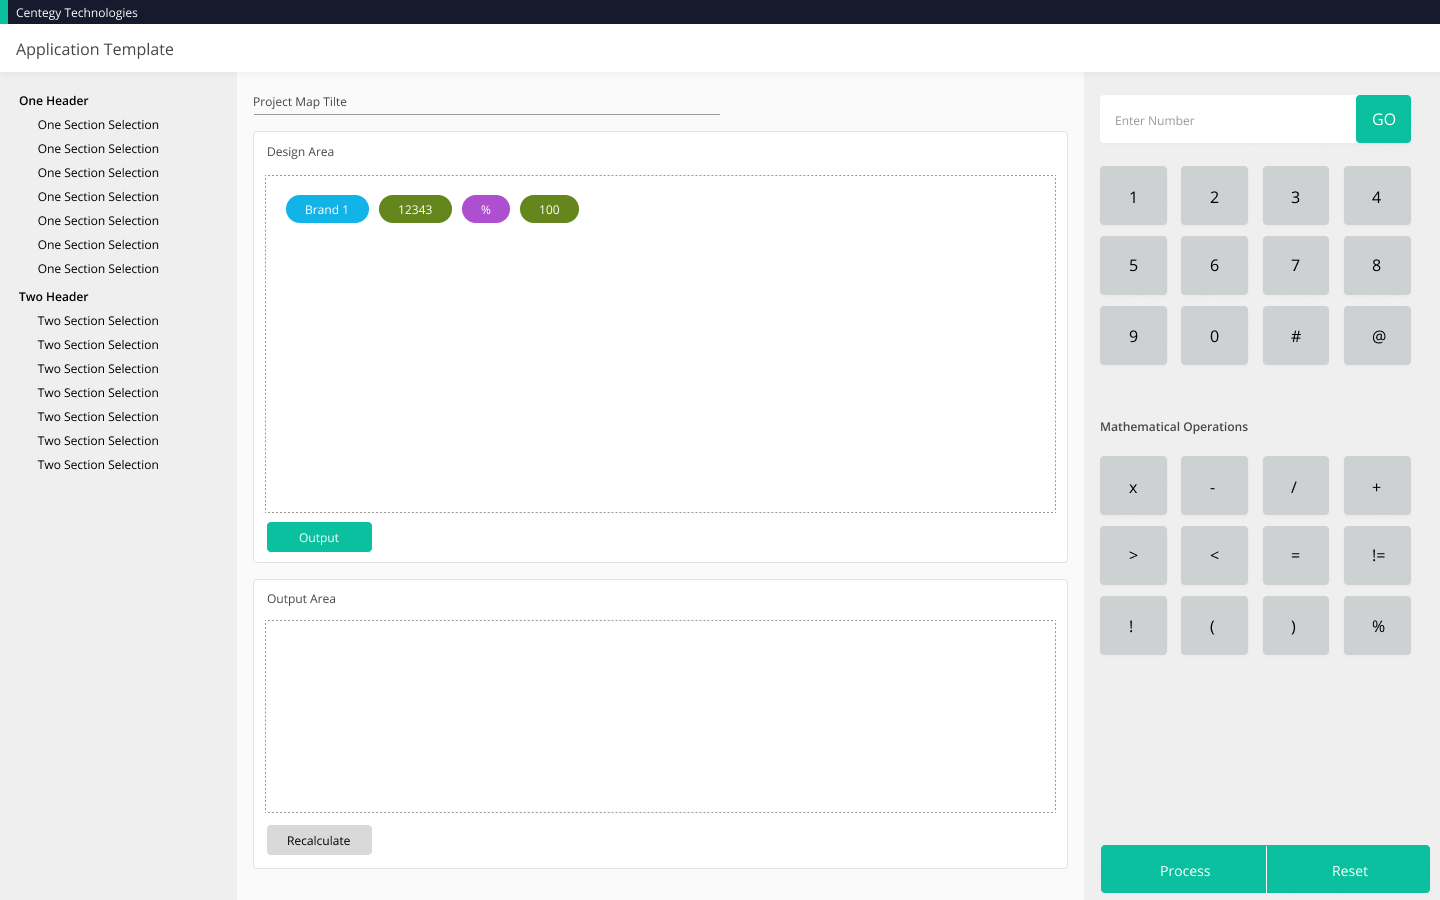 Centegy Technologies
Application Template
One Header
One Section Selection
One Section Selection
One Section Selection
One Section Selection
One Section Selection
One Section Selection
One Section Selection
Two Header
Two Section Selection
Two Section Selection
Two Section Selection
Two Section Selection
Two Section Selection
Two Section Selection
Two Section Selection
Project Map Tilte
Design Area
Brand 1 12343 % 100
Output
Output Area
Recalculate
Enter Number GO
1 2 3 4
5 6 7 8
9 0 # @
Mathematical Operations
x - / +
> < = !=
! ( ) %
Process Reset